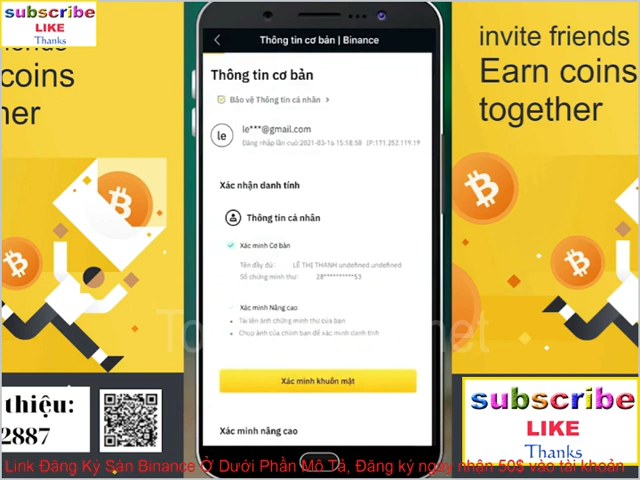 subscribe
LIKE
Thanks
coins
her
thiệu:
2887
Thông tin cơ bản | Binance
Thông tin cơ bản
Bảo vệ Thông tin cá nhân >
le
le***@gmail.com
Đăng nhập lần cuối:2021-03-16 15:18:58 IP:171.252.119.19
Xác nhận danh tính
Thông tin cá nhân
Xác minh Cơ bản
Tên đầy đủ: LÊ THỊ THANH undefined undefined
Số chứng minh thư: 28**********53
Xác minh Nâng cao
• Tải lên ảnh chứng minh thư của bạn
• Chụp ảnh của chính bạn để xác minh danh tính
Xác minh khuôn mặt
Xác minh nâng cao
invite friends
Earn coins
together
subscribe
LIKE
Thanks
Link Đăng Ký Sàn Binance Ở Dưới Phần Mô Tả, Đăng ký ngay nhận 50$ vào tài khoản